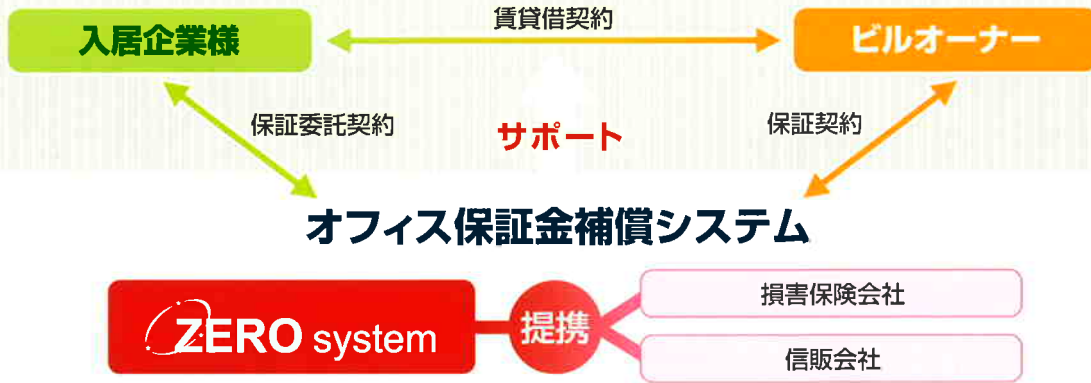 賃貸借契約
入居企業様
ビルオーナー
保証委託契約
サポート
保証契約
オフィス保証金補償システム
ZERO system
提携
損害保険会社
信販会社